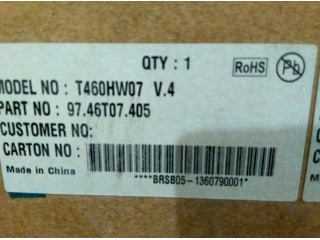 QTY : 1 RoHS Pb
MODEL NO : T460HW07 V.4
PART NO : 97.46T07.405
CUSTOMER NO:
CARTON NO :
Made in China
****BRSB05-1360790001*